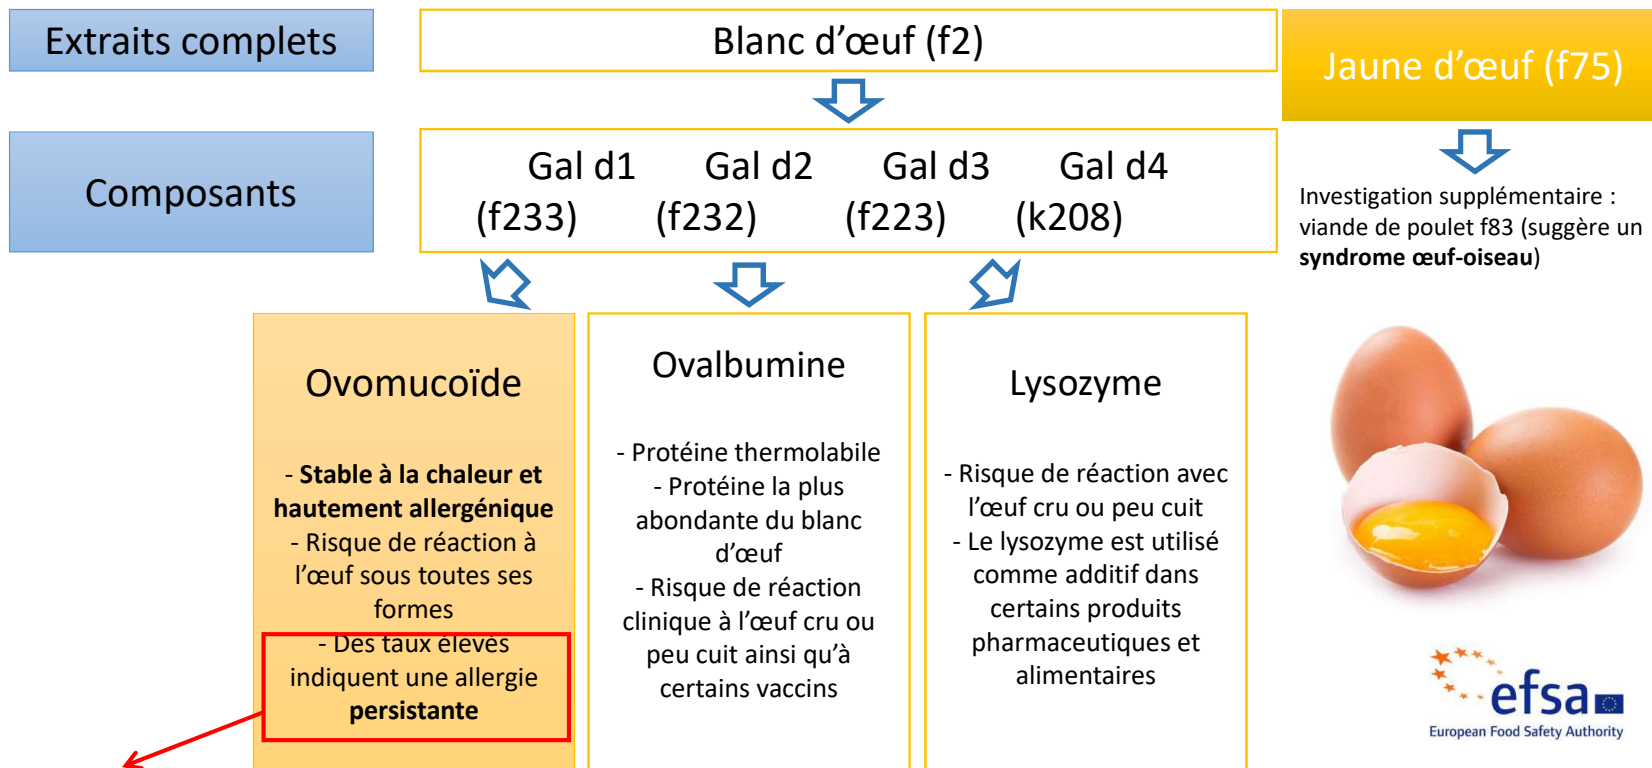 Extraits complets
Blanc d’œuf (f2)
Jaune d’œuf (f75)
Composants
Gal d1 Gal d2 Gal d3 Gal d4
(f233) (f232) (f223) (k208)
Investigation supplémentaire :
viande de poulet f83 (suggère un
syndrome œuf-oiseau)
Ovomucoïde
- Stable à la chaleur et
hautement allergénique
- Risque de réaction à
l’œuf sous toutes ses
formes
- Des taux élevés
indiquent une allergie
persistante
Ovalbumine
- Protéine thermolabile
- Protéine la plus
abondante du blanc
d’œuf
- Risque de réaction
clinique à l’œuf cru ou
peu cuit ainsi qu’à
certains vaccins
Lysozyme
- Risque de réaction avec
l’œuf cru ou peu cuit
- Le lysozyme est utilisé
comme additif dans
certains produits
pharmaceutiques et
alimentaires
efsa
European Food Safety Authority